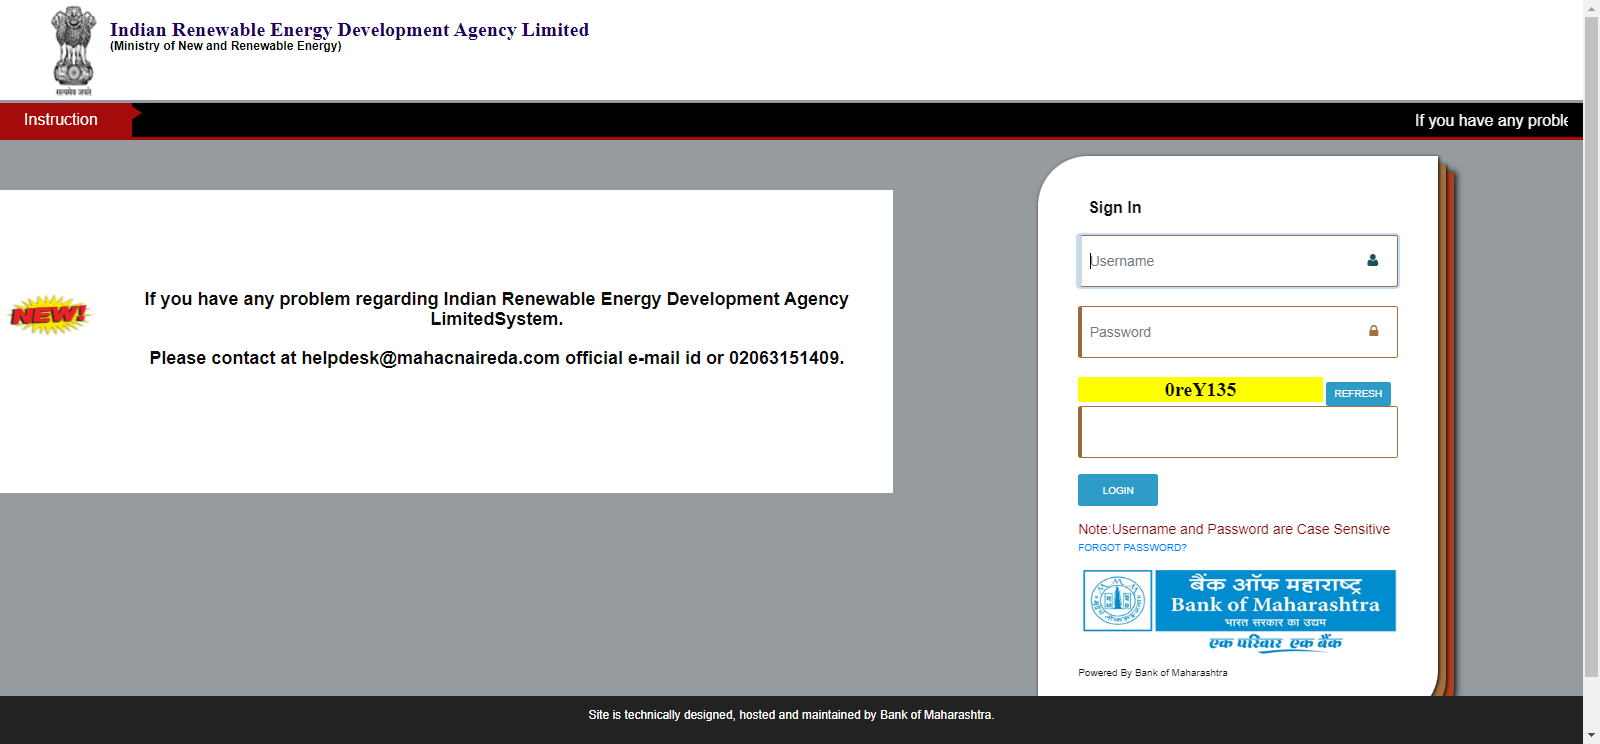 Indian Renewable Energy Development Agency Limited
(Ministry of New and Renewable Energy)
सत्यमेव जयते
Instruction
If you have any proble
Sign In
Username
Password
NEW!
If you have any problem regarding Indian Renewable Energy Development Agency
LimitedSystem.
Please contact at helpdesk@mahacnaireda.com official e-mail id or 02063151409.
0reY135
REFRESH
LOGIN
Note:Username and Password are Case Sensitive
FORGOT PASSWORD?
बैंक ऑफ महाराष्ट्र
Bank of Maharashtra
भारत सरकार का उद्यम
एक परिवार एक बैंक
Powered By Bank of Maharashtra
Site is technically designed, hosted and maintained by Bank of Maharashtra.